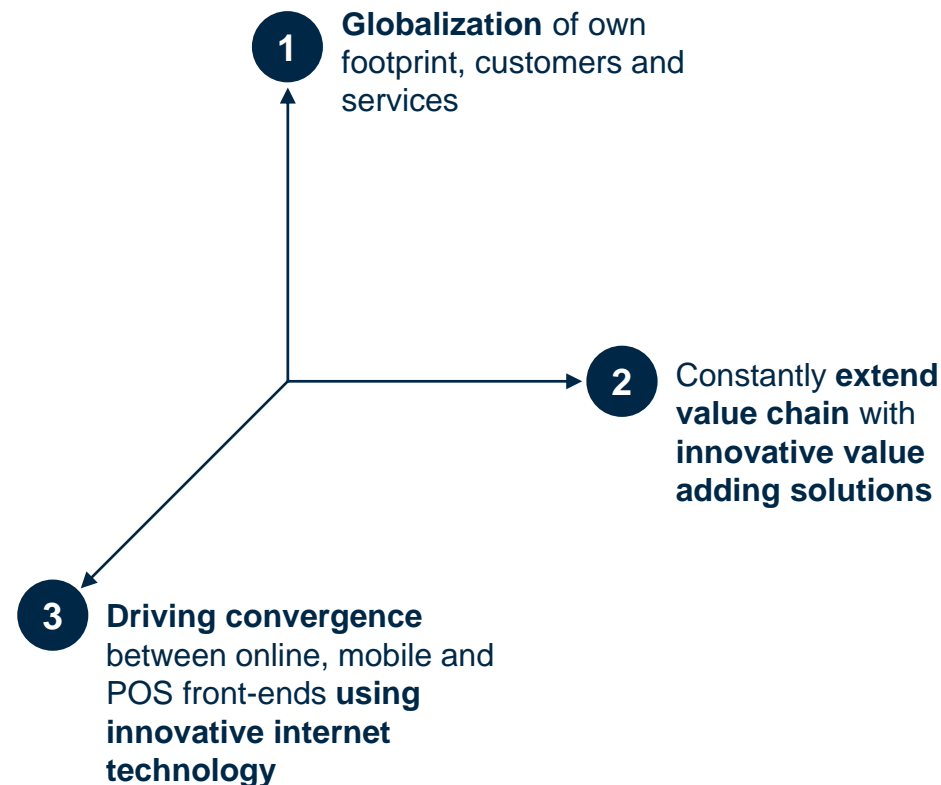 1
Globalization of own
footprint, customers and
services
2
Constantly extend
value chain with
innovative value
adding solutions
3
Driving convergence
between online, mobile and
POS front-ends using
innovative internet
technology